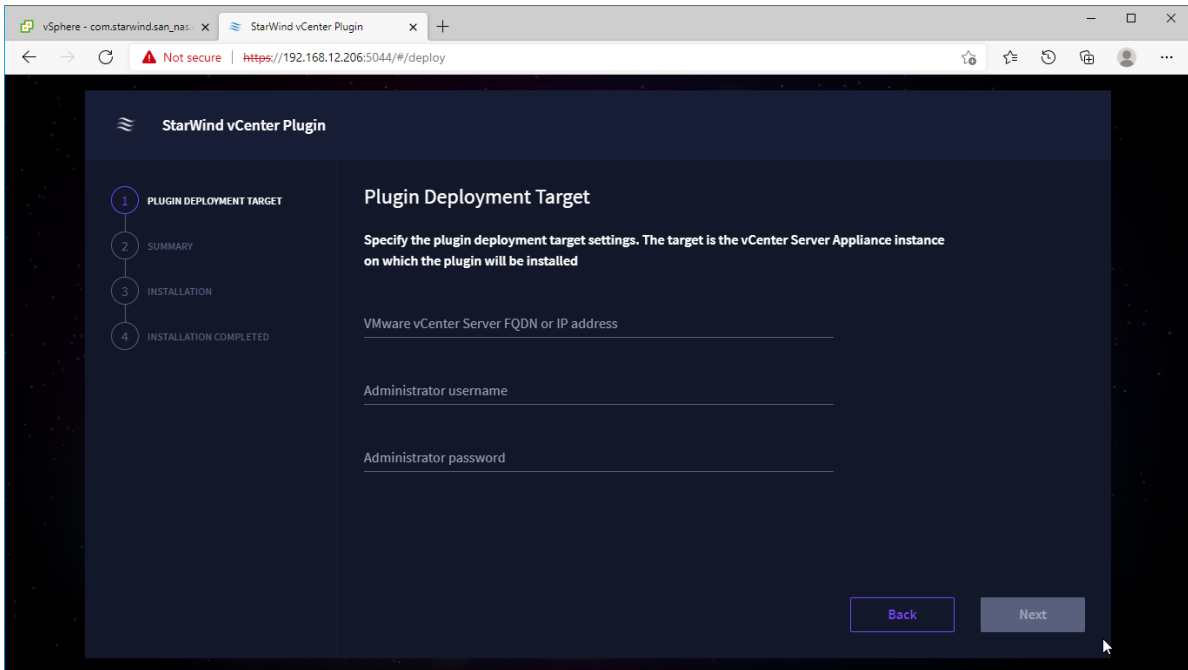 vSphere - com.starwind.san_nas.
StarWind vCenter Plugin
Not secure
https://192.168.12.206:5044/#/deploy
StarWind vCenter Plugin
1 PLUGIN DEPLOYMENT TARGET
2 SUMMARY
3 INSTALLATION
4 INSTALLATION COMPLETED
Plugin Deployment Target
Specify the plugin deployment target settings. The target is the vCenter Server Appliance instance
on which the plugin will be installed
VMware vCenter Server FQDN or IP address
Administrator username
Administrator password
Back
Next